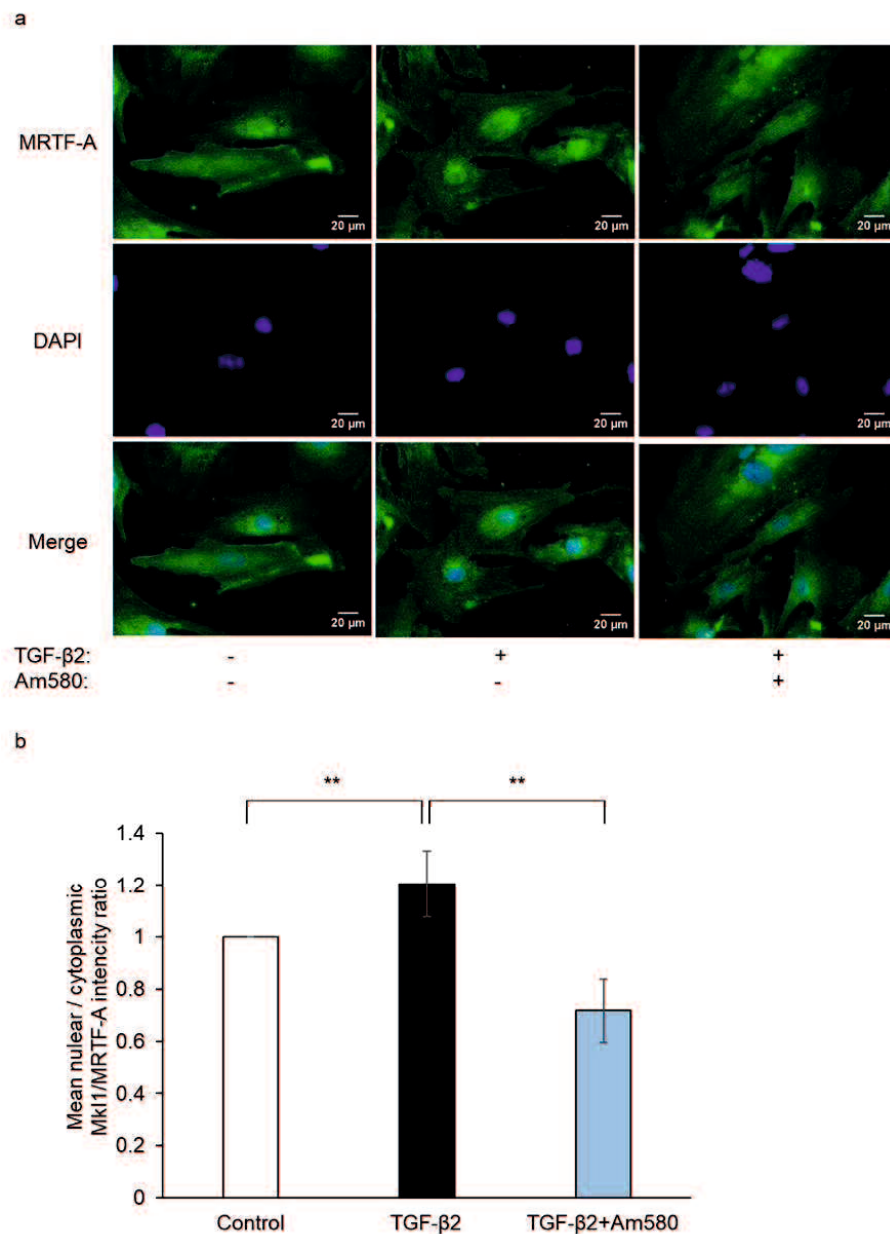 a
MRTF-A
20 µm 20 µm 20 µm
DAPI
20 µm 20 µm 20 µm
Merge
20 µm 20 µm 20 µm
TGF-β2: - + +
Am580: - - +
b
** **
Mean nulear / cytoplasmic
Mkl1/MRTF-A intencity ratio
1.4
1.2
1
0.8
0.6
0.4
0.2
0
Control TGF-β2 TGF-β2+Am580